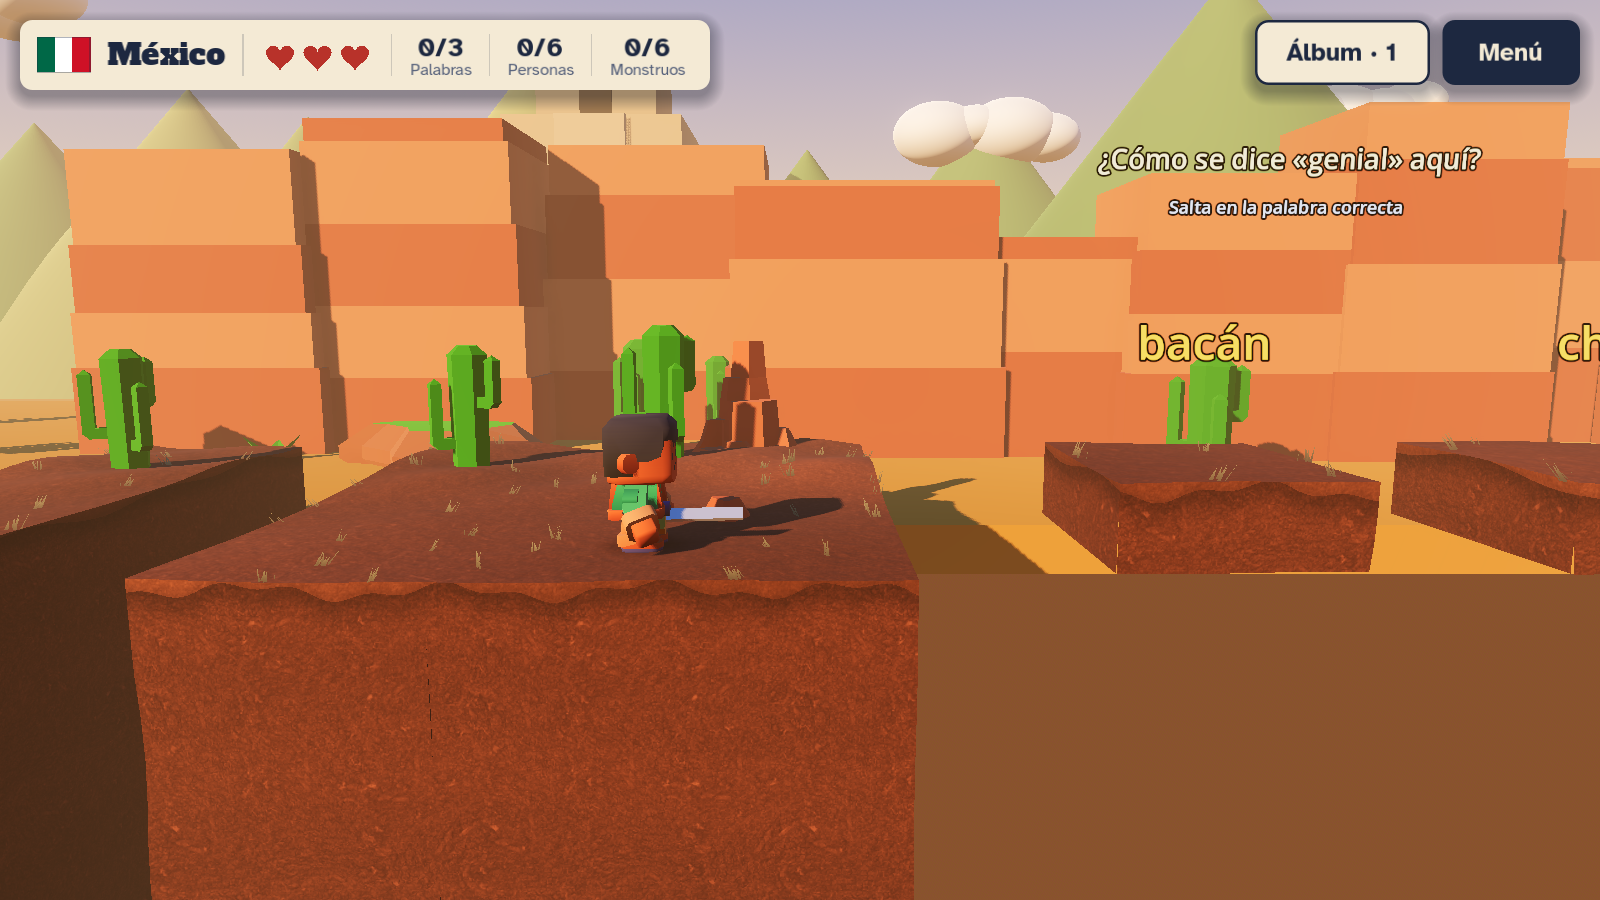 México
0/3
Palabras
0/6
Personas
0/6
Monstruos
Álbum · 1
Menú
¿Cómo se dice «genial» aquí?
Salta en la palabra correcta
bacán
ch